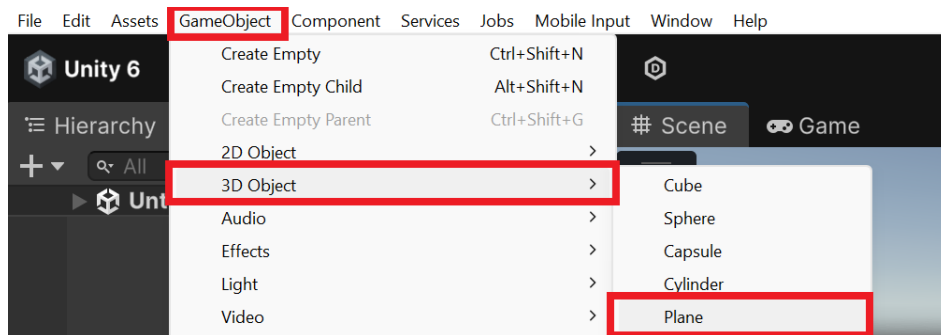 File Edit Assets GameObject Component Services Jobs Mobile Input Window Help
Unity 6
Hierarchy
All
Unt
Create Empty Ctrl+Shift+N
Create Empty Child Alt+Shift+N
Create Empty Parent Ctrl+Shift+G
2D Object
3D Object
Audio
Effects
Light
Video
Scene Game
Cube
Sphere
Capsule
Cylinder
Plane